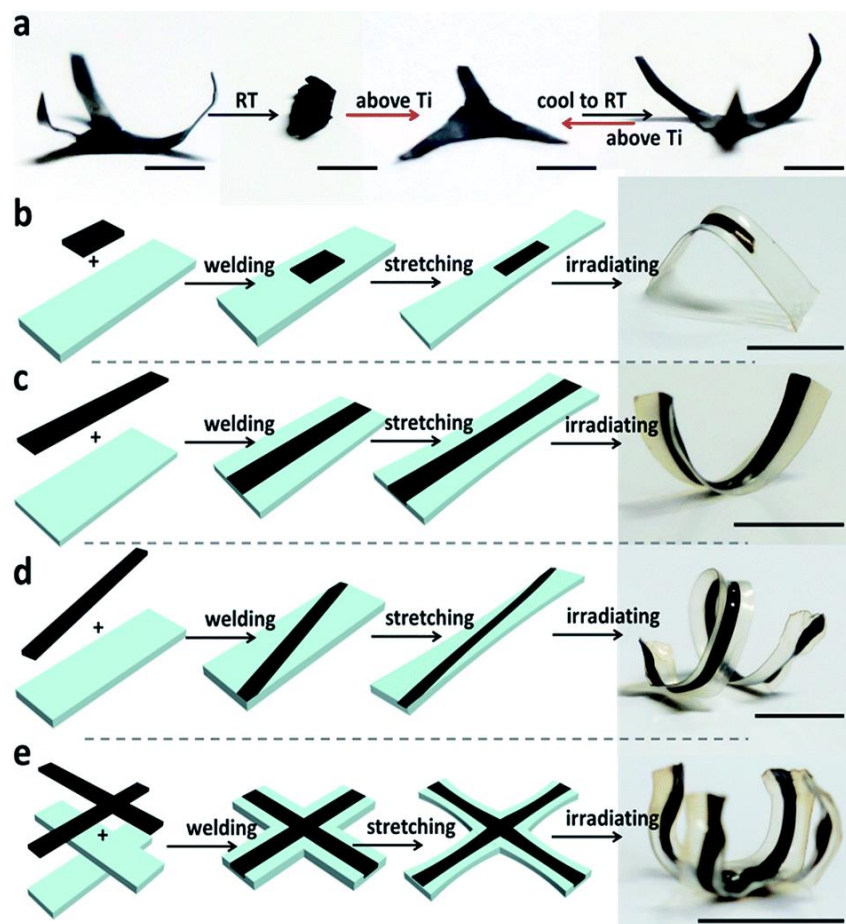 a
RT
above Ti
cool to RT
above Ti
b
+
welding
stretching
irradiating
c
+
welding
stretching
irradiating
d
+
welding
stretching
irradiating
e
+
welding
stretching
irradiating